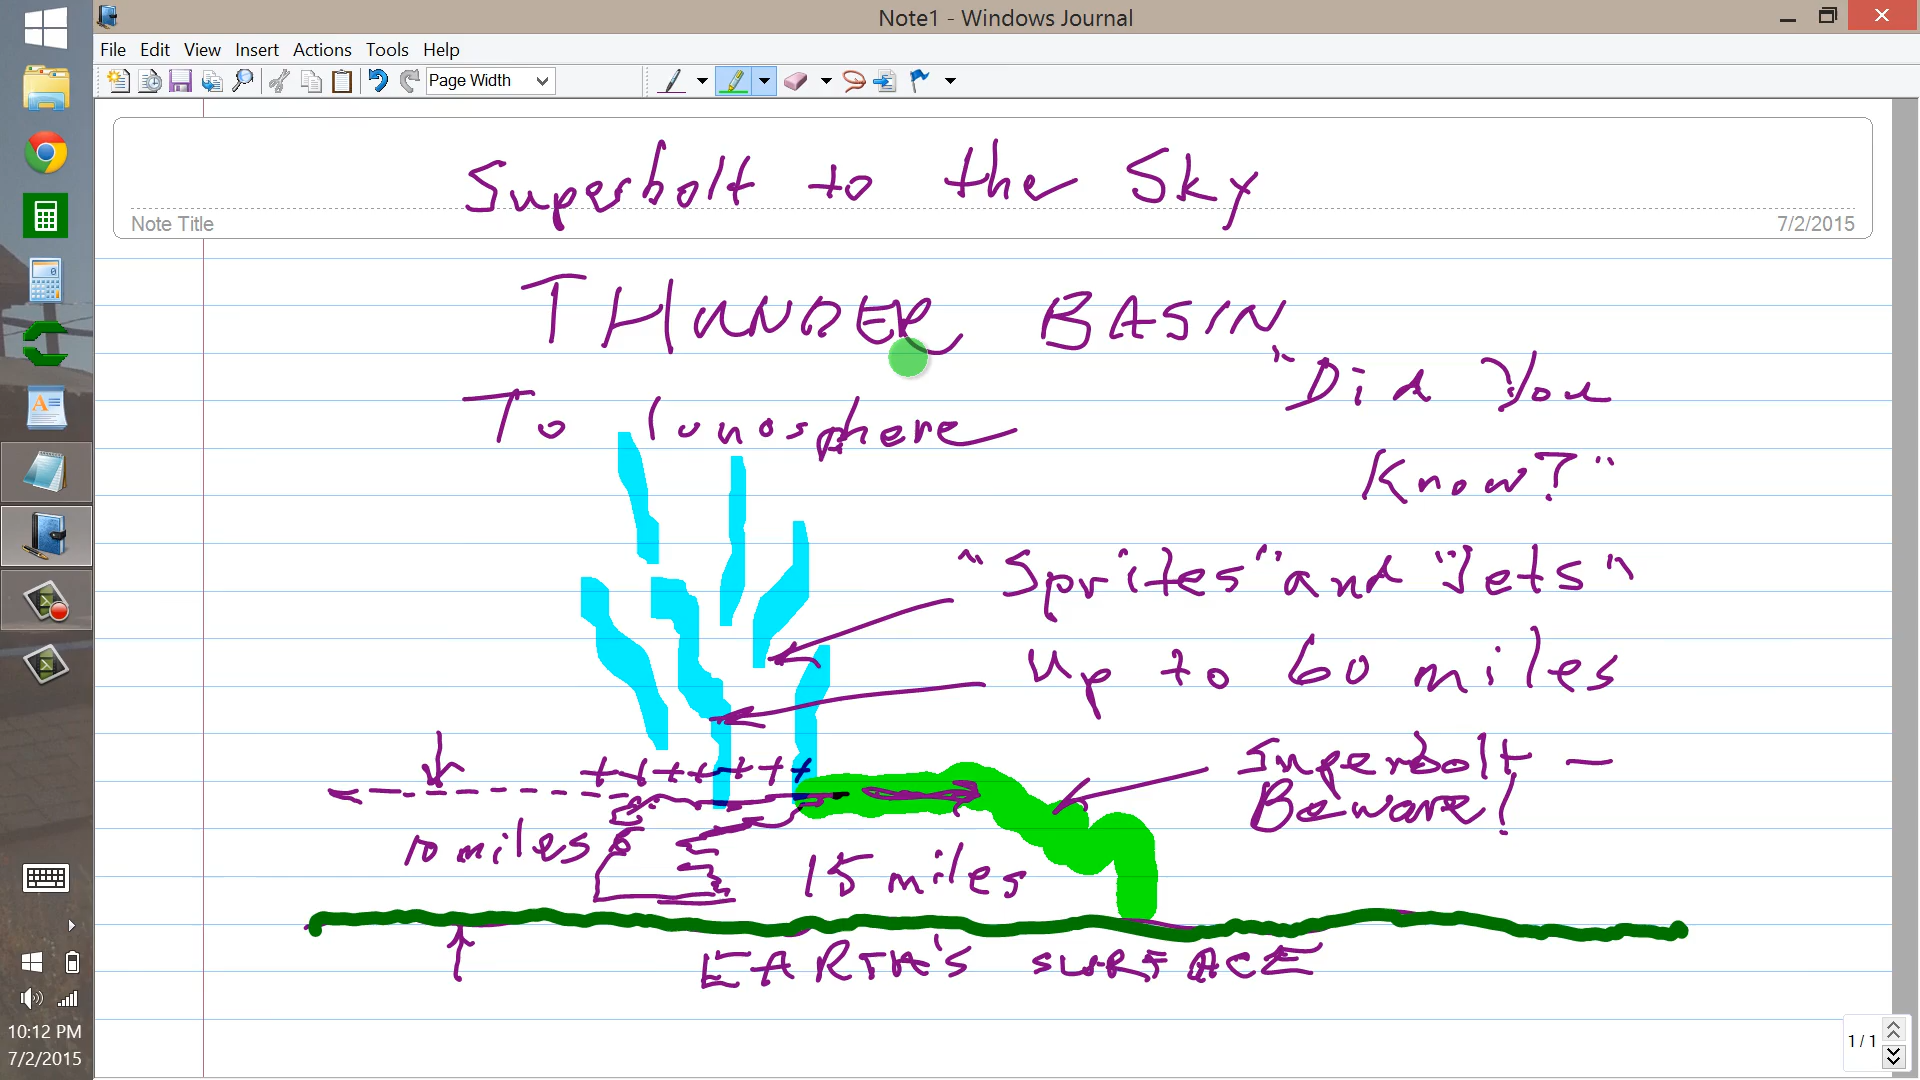 Note1 - Windows Journal
File Edit View Insert Actions Tools Help
Page Width
Superbolt to the Sky
Note Title
7/2/2015
THUNDER BASIN
"Did You
Know?"
To Ionosphere
"Sprites" and "Jets"
Up to 60 miles
Superbolt —
Beware!
++++++
10 miles
15 miles
EARTH'S SURFACE
10:12 PM
7/2/2015
1 / 1